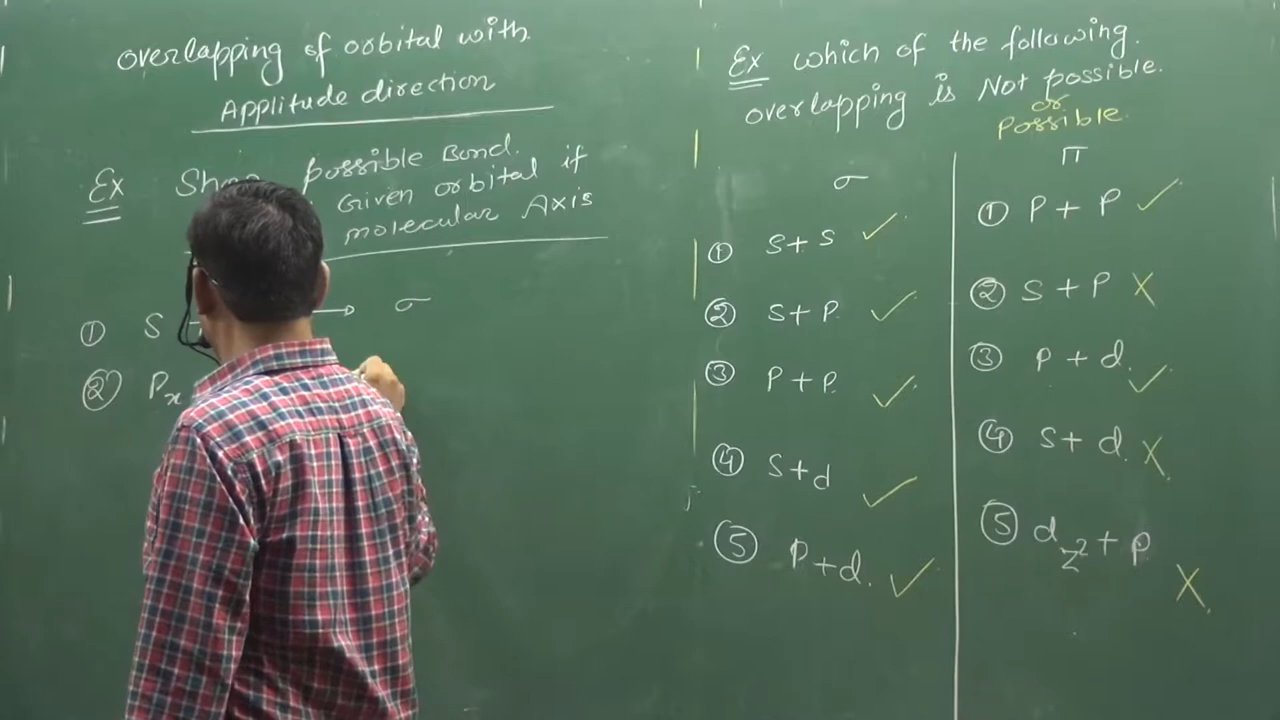 overlapping of orbital with
Applitude direction
Ex possible Bond.
Given orbital if
molecular Axis
① S → σ
② Px
Ex which of the following.
overlapping is Not possible.
or
Possible.
σ
① S + S ✓
② S + P. ✓
③ P + P. ✓
④ S + d ✓
⑤ P + d. ✓
π
① P + P ✓
② S + P X
③ P + d. ✓
④ S + d. X
⑤ dz² + P X